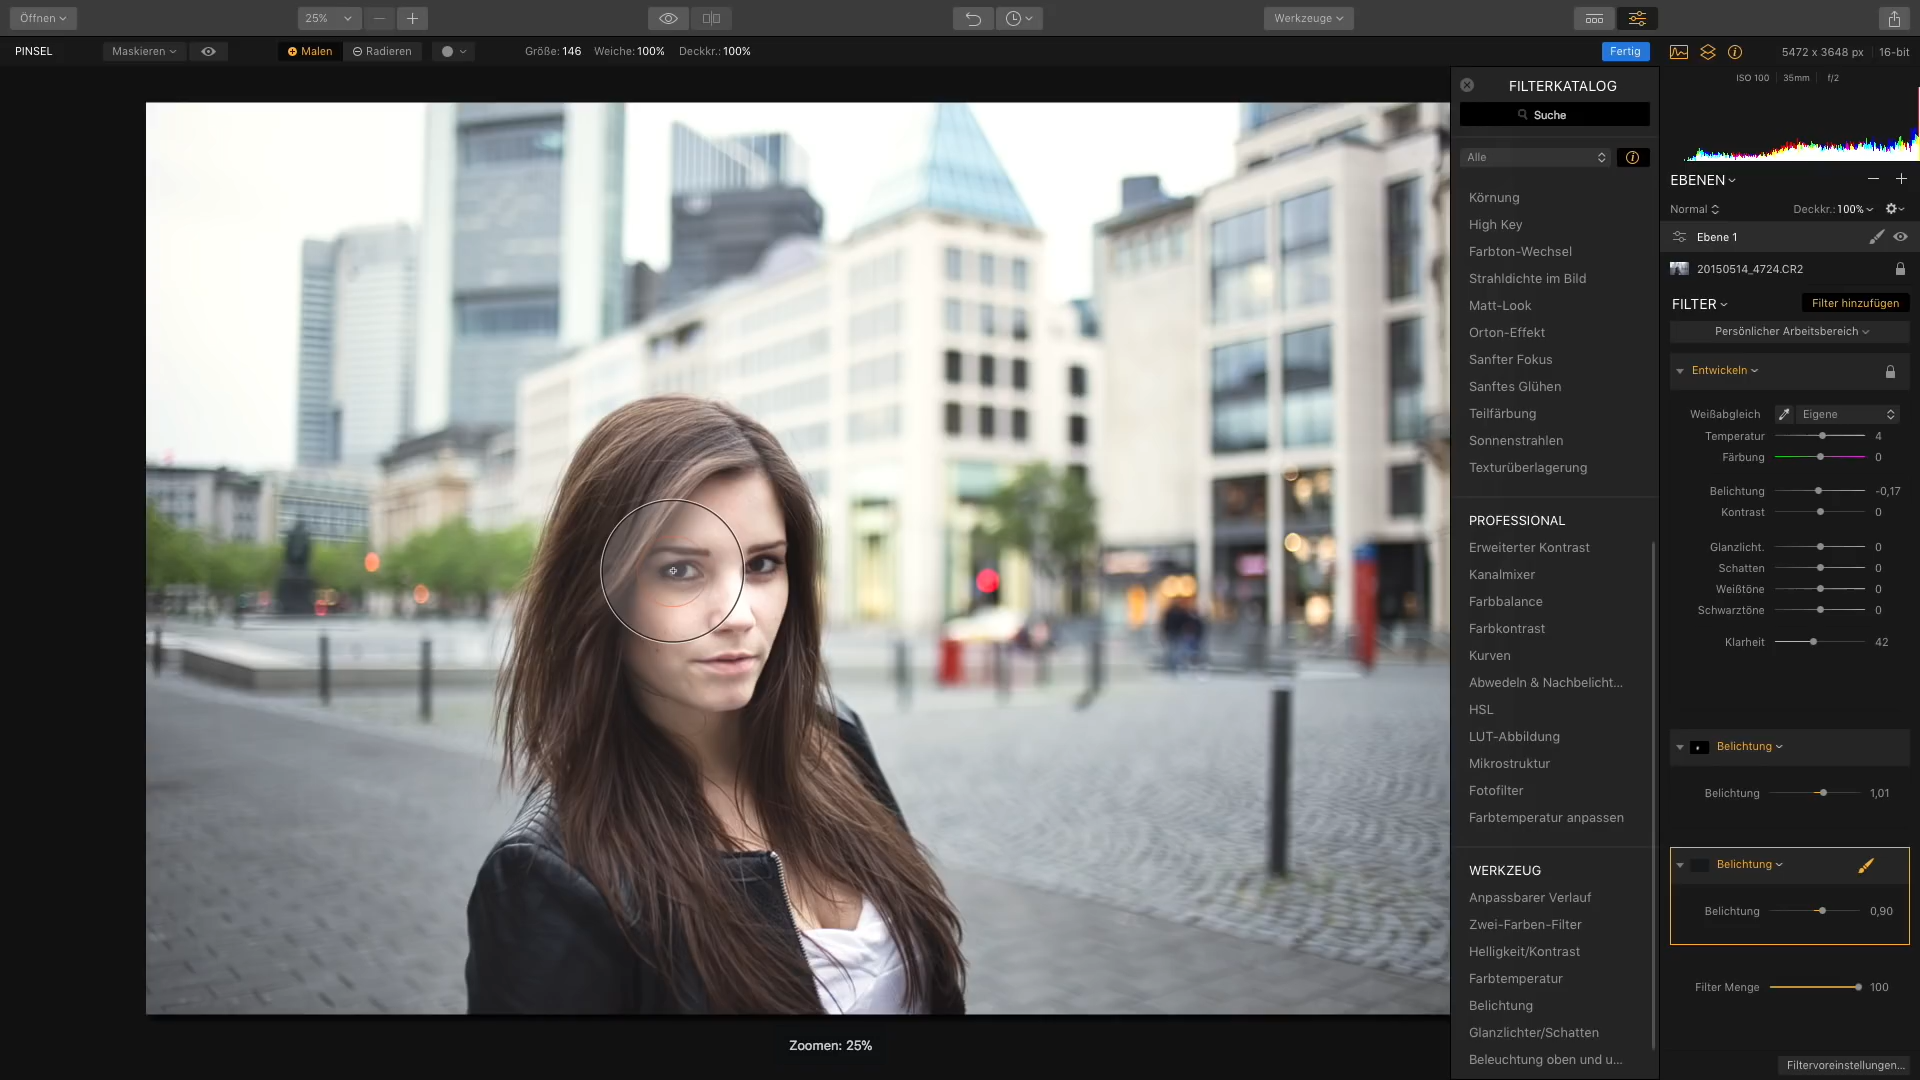 Öffnen
25%
Werkzeuge
PINSEL
Maskieren
Malen
Radieren
Größe: 146
Weiche: 100%
Deckkr.: 100%
Fertig
5472 x 3648 px
16-bit
ISO 100
35mm
f/2
FILTERKATALOG
Suche
Alle
Körnung
High Key
Farbton-Wechsel
Strahldichte im Bild
Matt-Look
Orton-Effekt
Sanfter Fokus
Sanftes Glühen
Teilfärbung
Sonnenstrahlen
Texturüberlagerung
PROFESSIONAL
Erweiterter Kontrast
Kanalmixer
Farbbalance
Farbkontrast
Kurven
Abwedeln & Nachbelicht...
HSL
LUT-Abbildung
Mikrostruktur
Fotofilter
Farbtemperatur anpassen
WERKZEUG
Anpassbarer Verlauf
Zwei-Farben-Filter
Helligkeit/Kontrast
Farbtemperatur
Belichtung
Glanzlichter/Schatten
Beleuchtung oben und u...
EBENEN
Normal
Deckkr.: 100%
Ebene 1
20150514_4724.CR2
FILTER
Filter hinzufügen
Persönlicher Arbeitsbereich
Entwickeln
Weißabgleich
Eigene
Temperatur 4
Färbung 0
Belichtung -0,17
Kontrast 0
Glanzlicht. 0
Schatten 0
Weißtöne 0
Schwarztöne 0
Klarheit 42
Belichtung
Belichtung 1,01
Belichtung
Belichtung 0,90
Filter Menge 100
Filtervoreinstellungen...
Zoomen: 25%